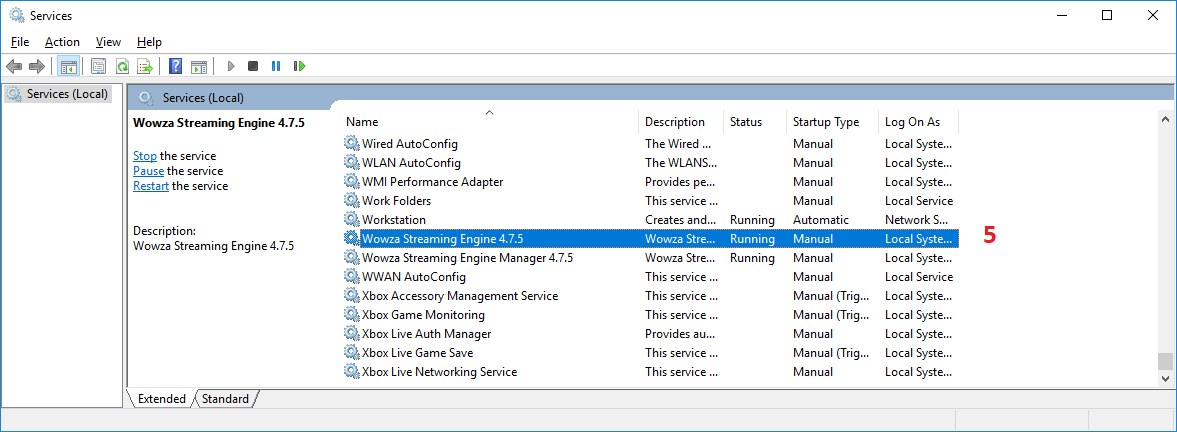 Services
File Action View Help
Services (Local)
Services (Local)
Wowza Streaming Engine 4.7.5
Stop the service
Pause the service
Restart the service
Description:
Wowza Streaming Engine 4.7.5
Name Description Status Startup Type Log On As
Wired AutoConfig The Wired ... Manual Local Syste...
WLAN AutoConfig The WLANS... Manual Local Syste...
WMI Performance Adapter Provides pe... Manual Local Syste...
Work Folders This service ... Manual Local Service
Workstation Creates and... Running Automatic Network S...
Wowza Streaming Engine 4.7.5 Wowza Stre... Running Manual Local Syste... 5
Wowza Streaming Engine Manager 4.7.5 Wowza Stre... Running Manual Local Syste...
WWAN AutoConfig This service ... Manual Local Service
Xbox Accessory Management Service This service ... Manual (Trig... Local Syste...
Xbox Game Monitoring This service ... Manual (Trig... Local Syste...
Xbox Live Auth Manager Provides au... Manual Local Syste...
Xbox Live Game Save This service ... Manual (Trig... Local Syste...
Xbox Live Networking Service This service ... Manual Local Syste...
Extended Standard